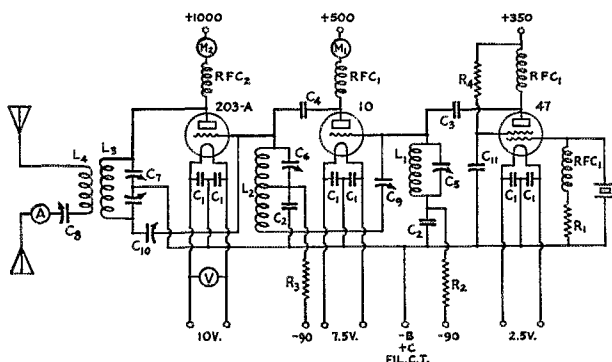 +1000 +500 +350
M2 M1
RFC2 RFC1 R4 RFC1
203-A C4 10 C3 47
L4 L3 C7 C6 L1 C5 C11 RFC1
C1 C1 L2 C2 C1 C1 C9 C1 C1
A C8 C10 C2 R1
V R3 R2
10V. -90 7.5V. -B -90 2.5V.
+C
FIL.C.T.